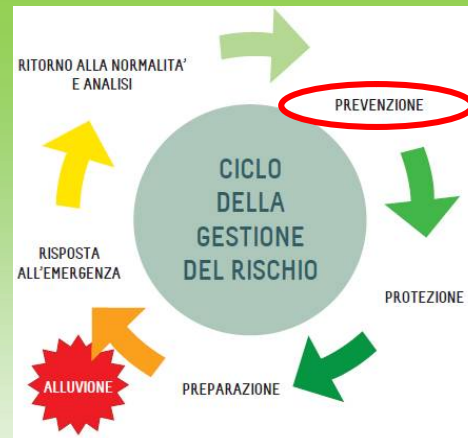 RITORNO ALLA NORMALITA'
E ANALISI
PREVENZIONE
CICLO
DELLA
GESTIONE
DEL RISCHIO
RISPOSTA
ALL'EMERGENZA
PROTEZIONE
ALLUVIONE
PREPARAZIONE